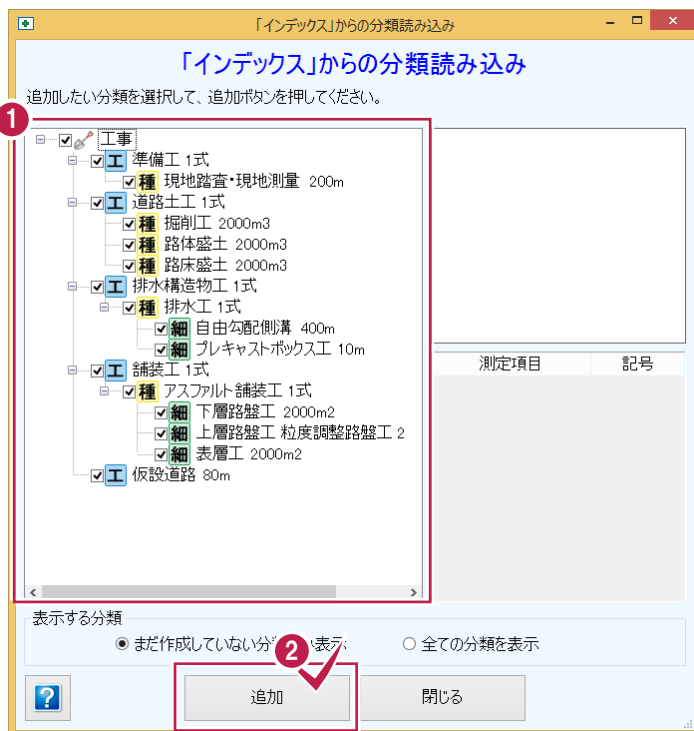 「インデックス」からの分類読み込み
「インデックス」からの分類読み込み
追加したい分類を選択して、追加ボタンを押してください。
1
工事
工 準備工 1式
種 現地踏査・現地測量 200m
工 道路土工 1式
種 掘削工 2000m3
種 路体盛土 2000m3
種 路床盛土 2000m3
工 排水構造物工 1式
種 排水工 1式
細 自由勾配側溝 400m
細 プレキャストボックス工 10m
工 舗装工 1式
種 アスファルト舗装工 1式
細 下層路盤工 2000m2
細 上層路盤工 粒度調整路盤工 2
細 表層工 2000m2
工 仮設道路 80m
測定項目 記号
表示する分類
まだ作成していない分 表示 全ての分類を表示
2
? 追加 閉じる